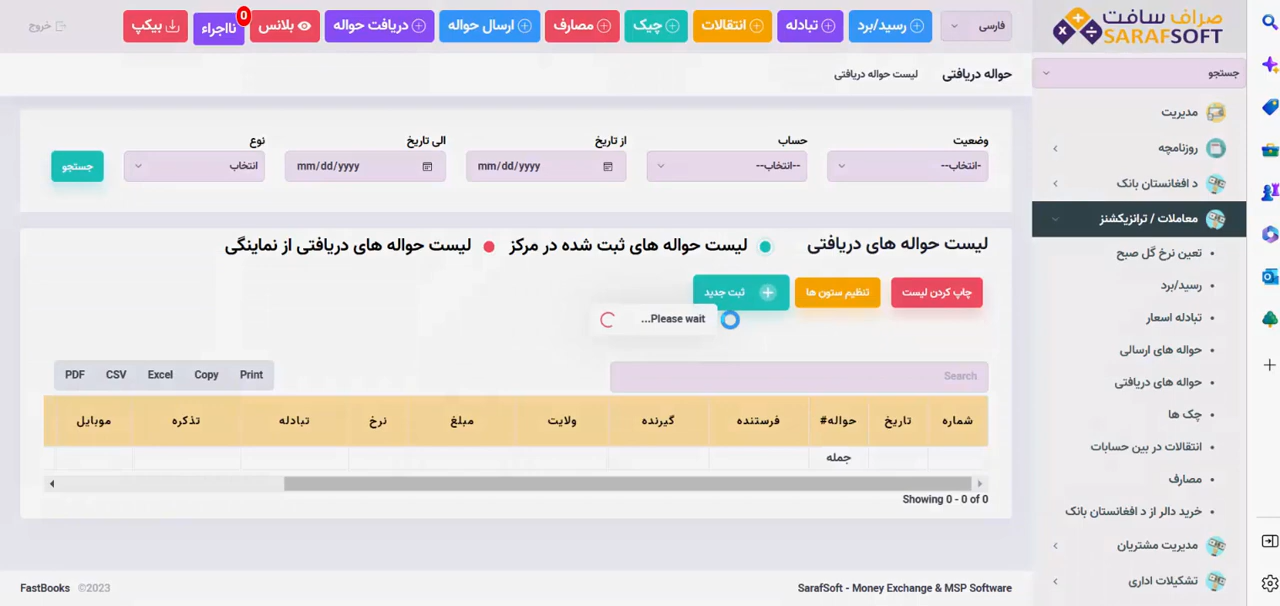 صراف سافت
SARAFSOFT
فارسی
رسید/برد
تبادله
انتقالات
چیک
مصارف
ارسال حواله
دریافت حواله
بلانس
0
نااجراء
بیکپ
خروج
جستجو
حواله دریافتی
لیست حواله دریافتی
مدیریت
روزنامچه
د افغانستان بانک
معاملات / ترانزیکشنز
تعین نرخ گل صبح
رسید/برد
تبادله اسعار
حواله های ارسالی
حواله های دریافتی
چک ها
انتقالات در بین حسابات
مصارف
خرید دالر از د افغانستان بانک
مدیریت مشتریان
تشکیلات اداری
وضعیت
حساب
از تاریخ
الی تاریخ
نوع
-انتخاب--
--انتخاب--
mm/dd/yyyy
mm/dd/yyyy
انتخاب
جستجو
لیست حواله های دریافتی
لیست حواله های ثبت شده در مرکز
لیست حواله های دریافتی از نمایندگی
چاپ کردن لیست
تنظیم ستون ها
ثبت جدید
...Please wait
PDF CSV Excel Copy Print
Search
شماره تاریخ حواله# فرستنده گیرنده ولایت مبلغ نرخ تبادله تذکره موبایل
جمله
Showing 0 - 0 of 0
FastBooks ©2023
SarafSoft - Money Exchange & MSP Software